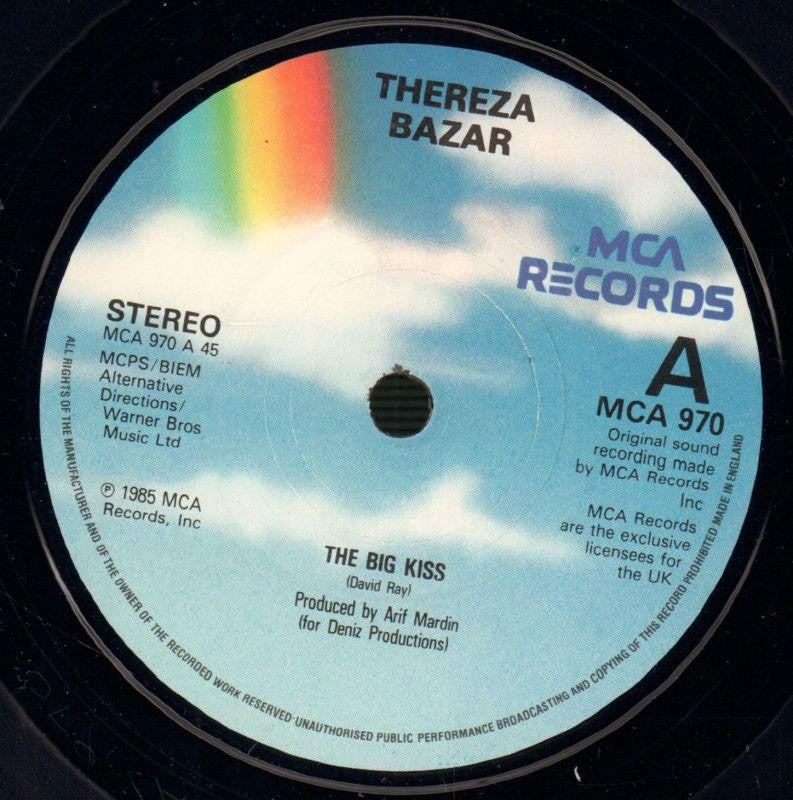 THEREZA
BAZAR
MCA
RECORDS
STEREO
MCA 970 A 45
MCPS/BIEM
Alternative
Directions/
Warner Bros
Music Ltd
℗ 1985 MCA
Records, Inc
A
MCA 970
Original sound
recording made
by MCA Records
Inc
MCA Records
are the exclusive
licensees for
the UK
THE BIG KISS
(David Ray)
Produced by Arif Mardin
(for Deniz Productions)
ALL RIGHTS OF THE MANUFACTURER AND OF THE OWNER OF THE RECORDED WORK RESERVED·UNAUTHORISED PUBLIC PERFORMANCE BROADCASTING AND COPYING OF THIS RECORD PROHIBITED MADE IN ENGLAND